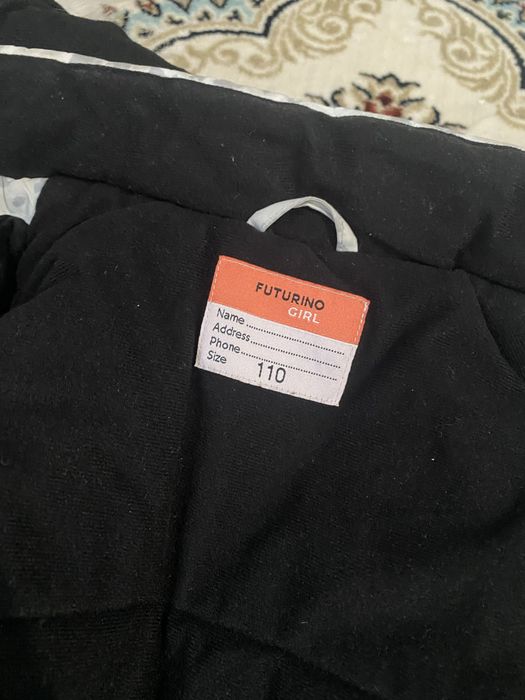 FUTURINO
GIRL
Name..............................
Address..........................
Phone.............................
Size 110